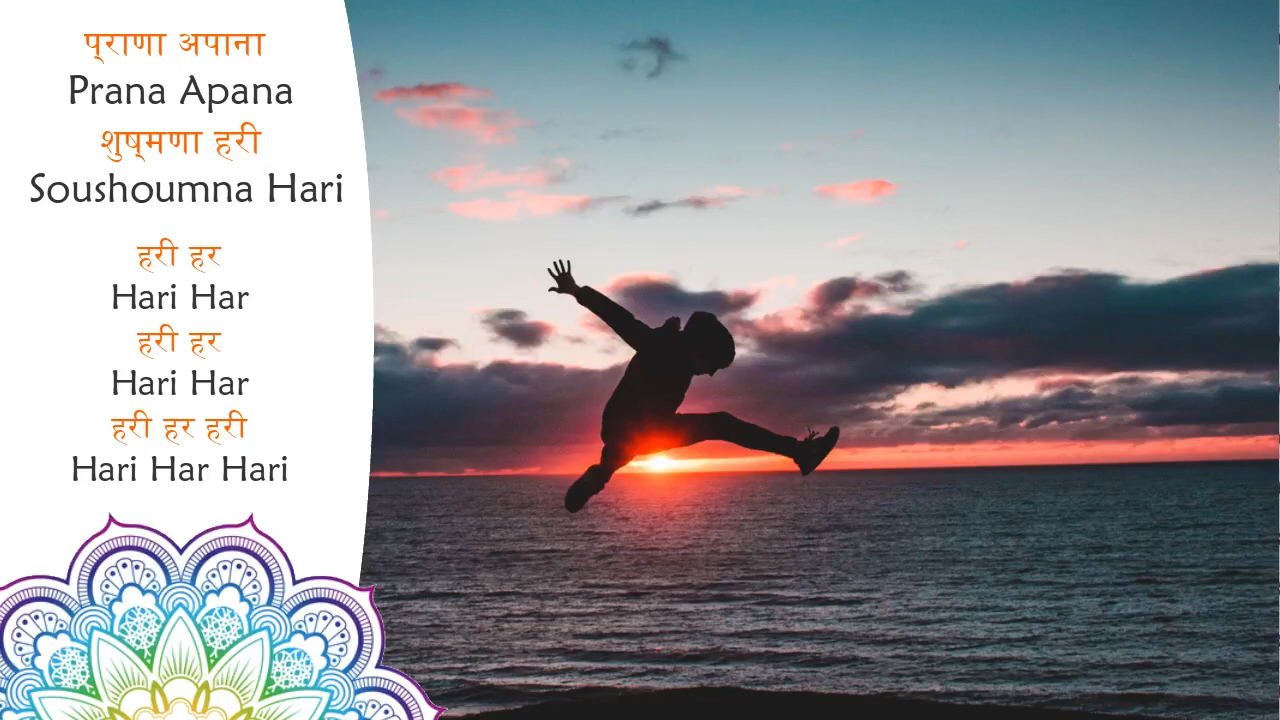 प्राणा अपाना
Prana Apana
शुष्मणा हरी
Soushoumna Hari
हरी हर
Hari Har
हरी हर
Hari Har
हरी हर हरी
Hari Har Hari